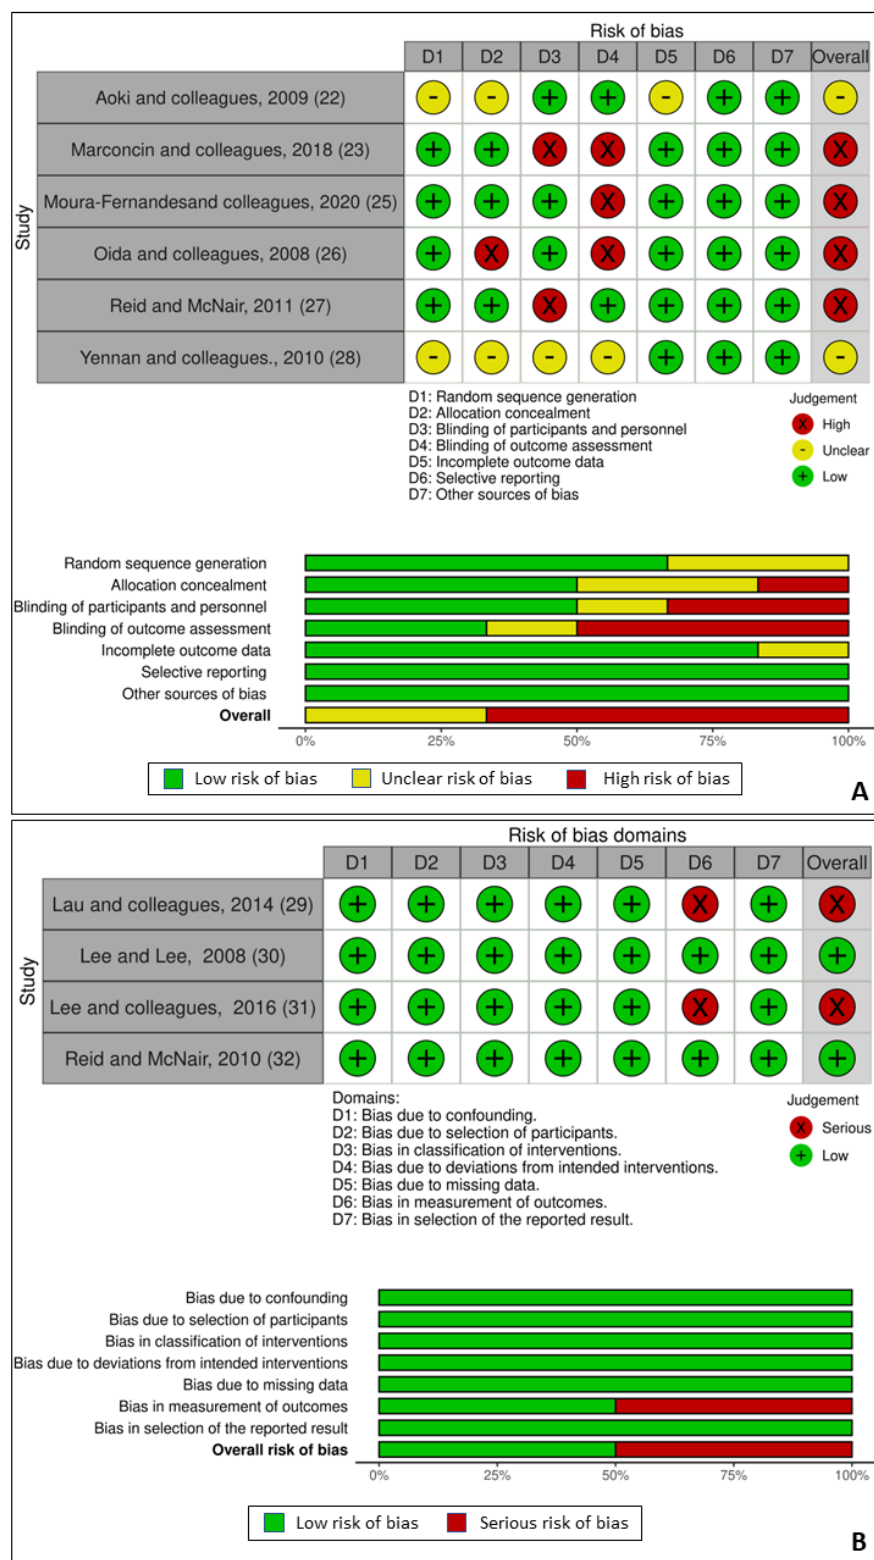 Risk of bias
D1 D2 D3 D4 D5 D6 D7 Overall
Study
Aoki and colleagues, 2009 (22) - - + + - + + -
Marconcin and colleagues, 2018 (23) + + X X + + + X
Moura-Fernandesand colleagues, 2020 (25) + + + X + + + X
Oida and colleagues, 2008 (26) + X + X + + + X
Reid and McNair, 2011 (27) + + X + + + + X
Yennan and colleagues., 2010 (28) - - - - + + + -
D1: Random sequence generation
D2: Allocation concealment
D3: Blinding of participants and personnel
D4: Blinding of outcome assessment
D5: Incomplete outcome data
D6: Selective reporting
D7: Other sources of bias
Judgement
X High
- Unclear
+ Low
Random sequence generation
Allocation concealment
Blinding of participants and personnel
Blinding of outcome assessment
Incomplete outcome data
Selective reporting
Other sources of bias
Overall
0% 25% 50% 75% 100%
Low risk of bias Unclear risk of bias High risk of bias
A
Risk of bias domains
D1 D2 D3 D4 D5 D6 D7 Overall
Study
Lau and colleagues, 2014 (29) + + + + + X + X
Lee and Lee, 2008 (30) + + + + + + + +
Lee and colleagues, 2016 (31) + + + + + X + X
Reid and McNair, 2010 (32) + + + + + + + +
Domains:
D1: Bias due to confounding.
D2: Bias due to selection of participants.
D3: Bias in classification of interventions.
D4: Bias due to deviations from intended interventions.
D5: Bias due to missing data.
D6: Bias in measurement of outcomes.
D7: Bias in selection of the reported result.
Judgement
X Serious
+ Low
Bias due to confounding
Bias due to selection of participants
Bias in classification of interventions
Bias due to deviations from intended interventions
Bias due to missing data
Bias in measurement of outcomes
Bias in selection of the reported result
Overall risk of bias
0% 25% 50% 75% 100%
Low risk of bias Serious risk of bias
B